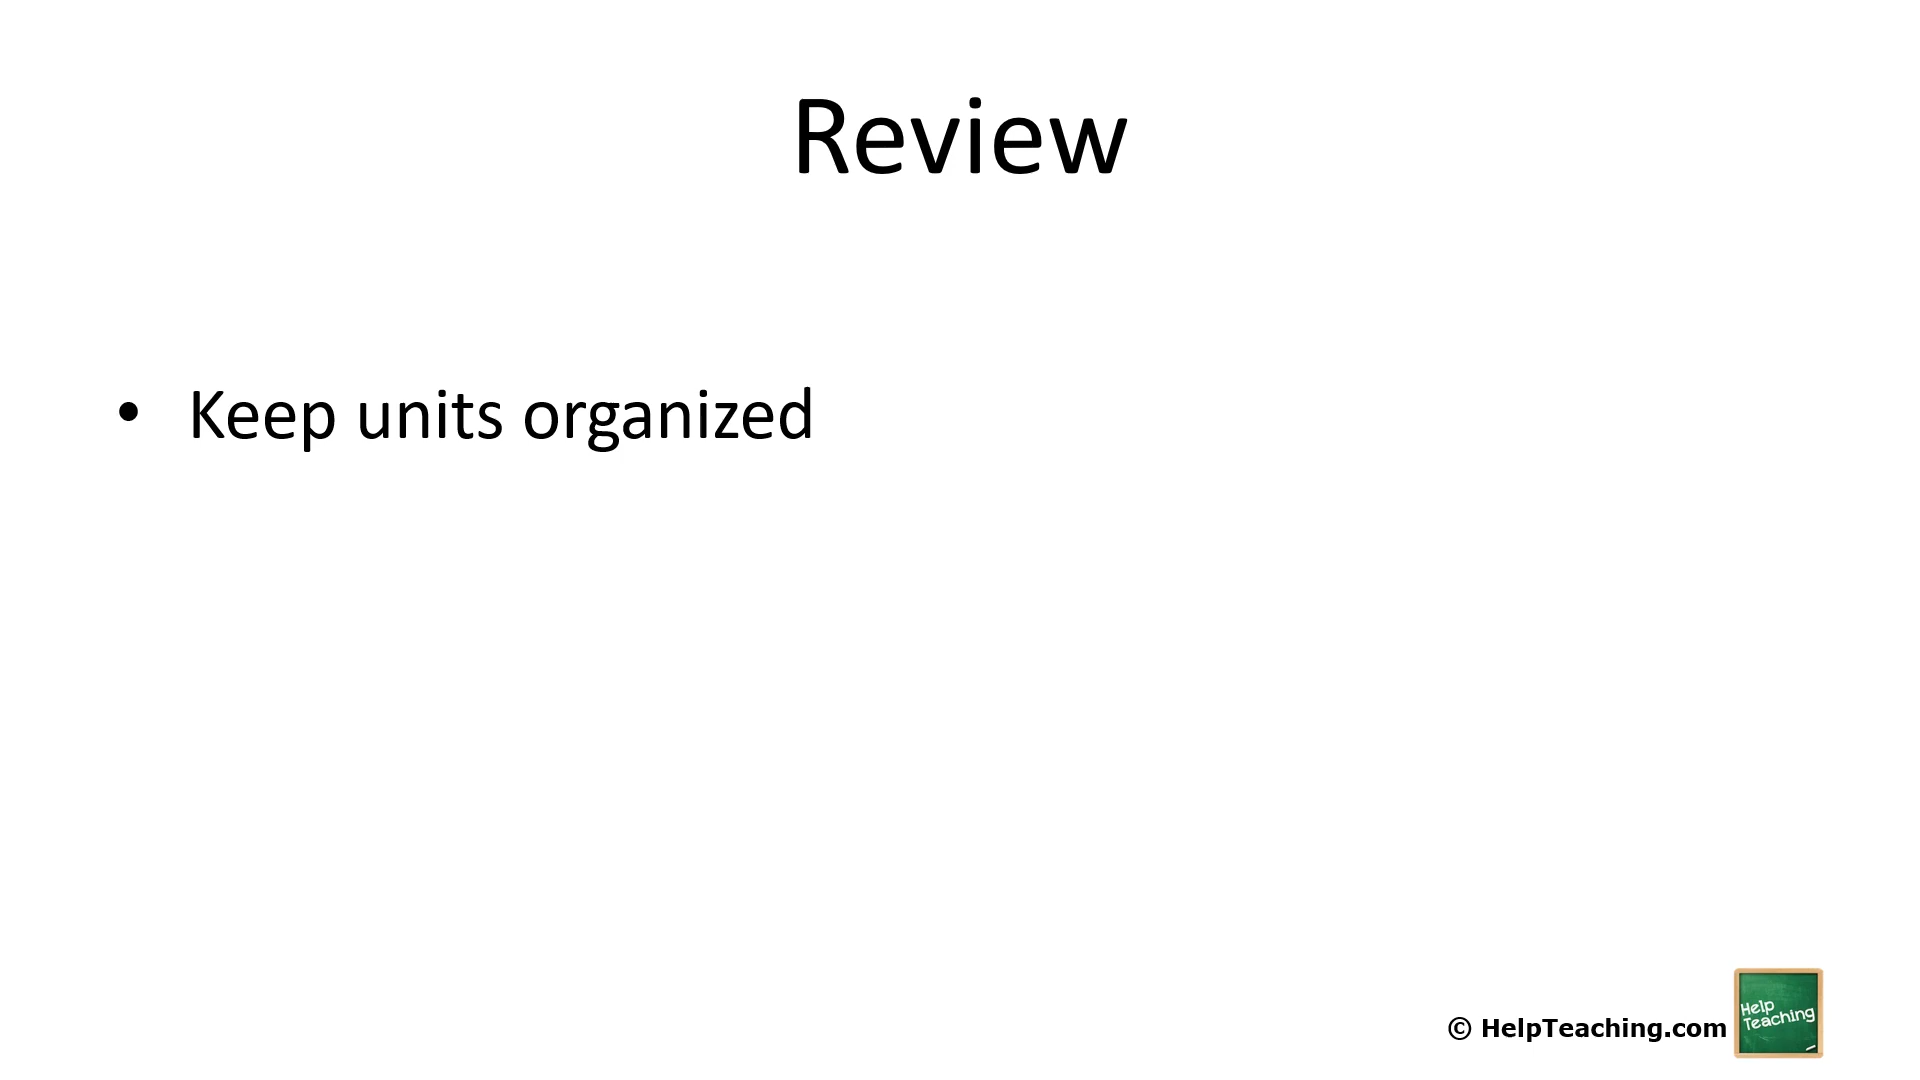 Review
• Keep units organized
© HelpTeaching.com
Help
Teaching